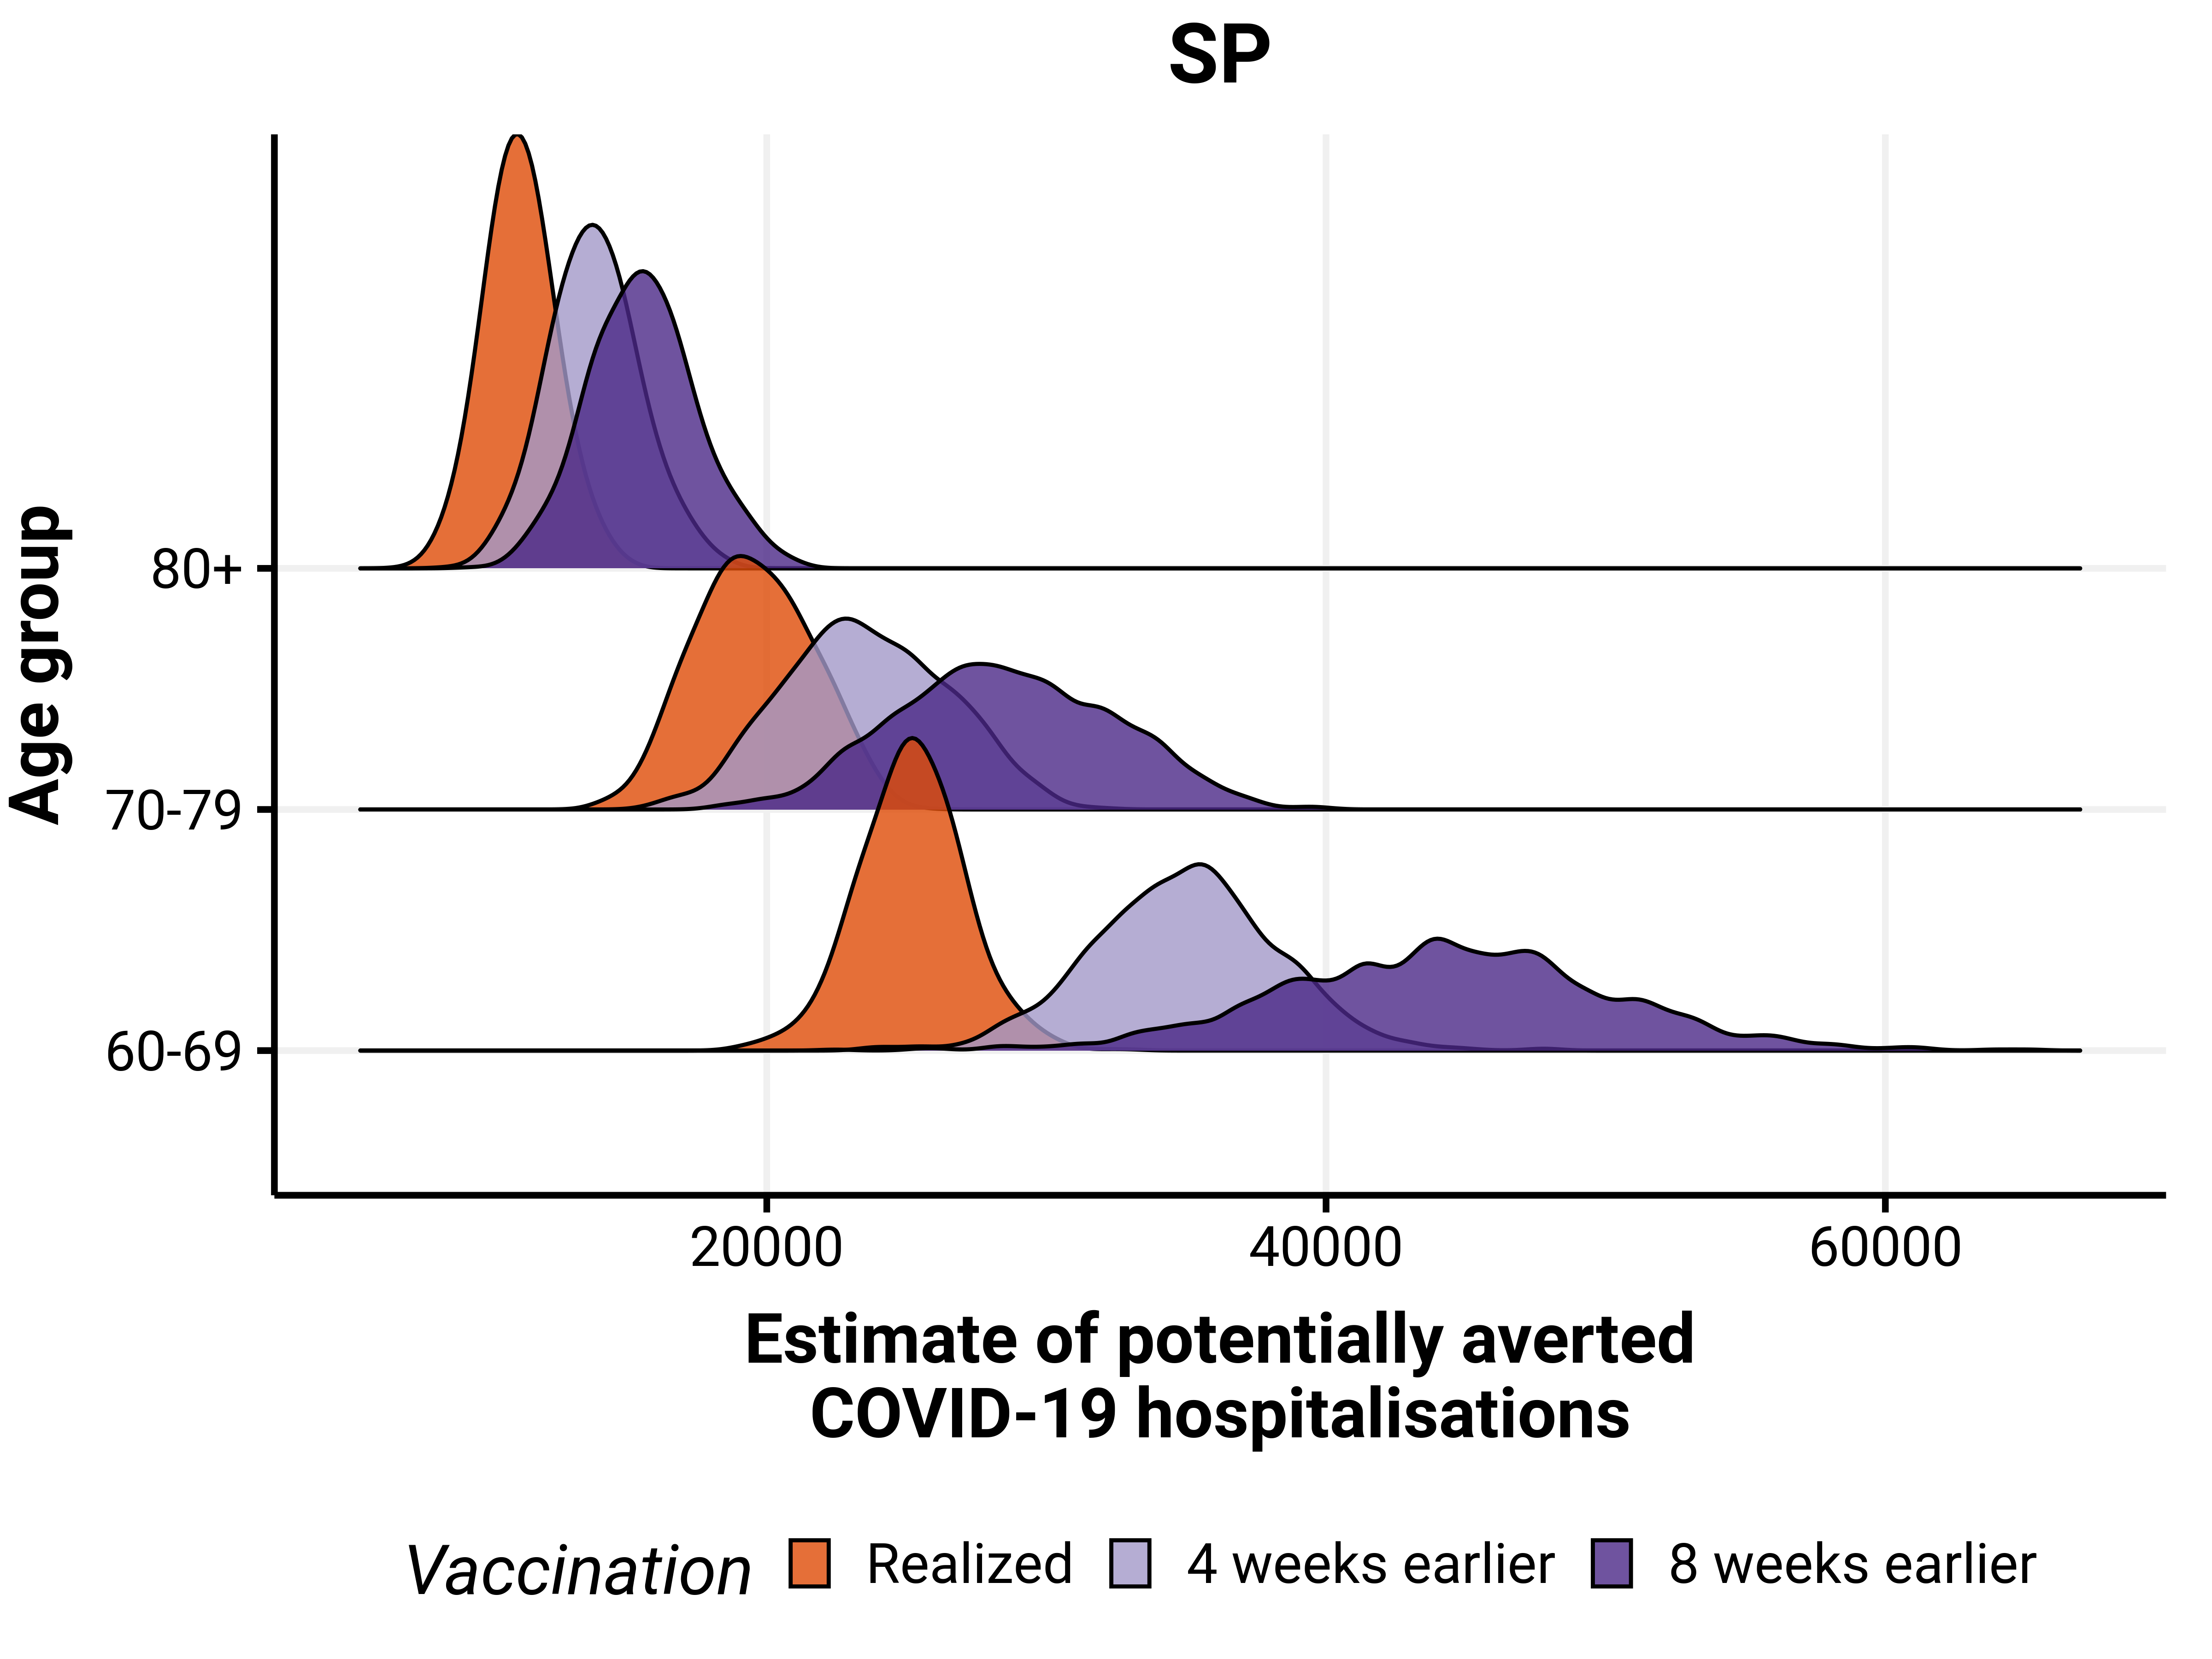 SP
Age group
80+
70-79
60-69
20000 40000 60000
Estimate of potentially averted
COVID-19 hospitalisations
Vaccination Realized 4 weeks earlier 8 weeks earlier